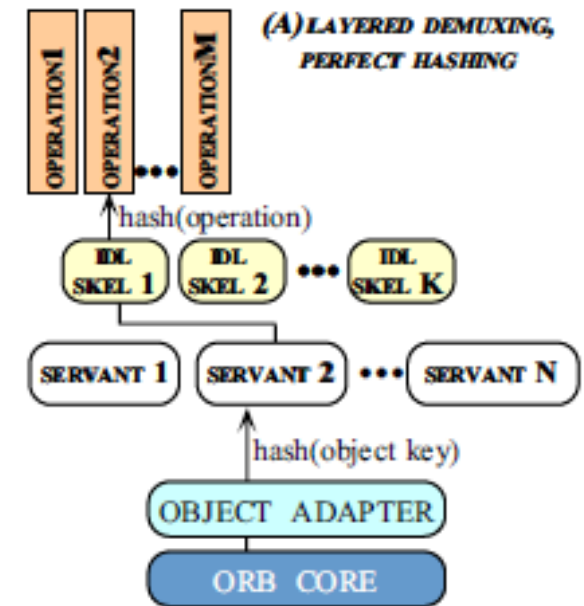 (A) LAYERED DEMUXING,
PERFECT HASHING
OPERATION1
OPERATION2
•••
OPERATIONM
hash(operation)
IDL
SKEL 1
IDL
SKEL 2
•••
IDL
SKEL K
SERVANT 1
SERVANT 2
•••
SERVANT N
hash(object key)
OBJECT ADAPTER
ORB CORE